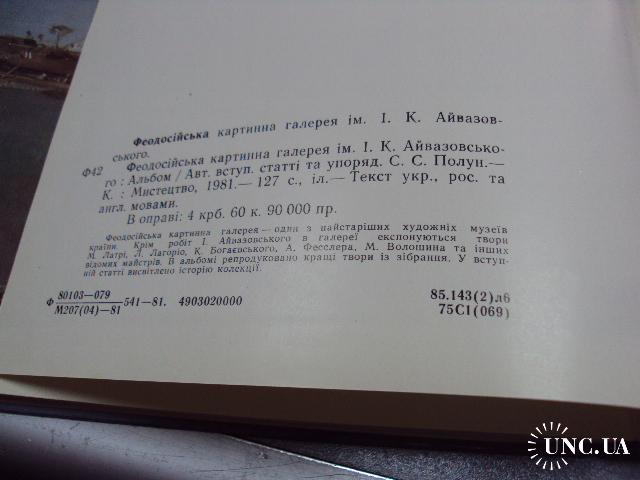 Феодосійська картинна галерея ім. І. К. Айвазов-
ського.
Ф42 Феодосійська картинна галерея ім. І. К. Айвазовсько-
го : Альбом / Авт. вступ. статті та упоряд. С. С. Полун.—
К. : Мистецтво, 1981.— 127 с., іл.— Текст укр., рос. та
англ. мовами.
В оправі: 4 крб. 60 к. 90 000 пр.
Феодосійська картинна галерея — одна з найстаріших художніх музеїв
країни. Крім робіт І. Айвазовського в галереї експонуються твори
М. Латрі, Л. Лагоріо, К. Богаєвського, А. Фесслера, М. Волошина та інших
відомих майстрів. В альбомі репродуковано кращі твори із зібрання. У вступ-
ній статті висвітлено історію колекції.
Ф 80103—079
М207(04)—81 541—81. 4903020000
85.143(2)л6
75С1(069)
UNC.UA